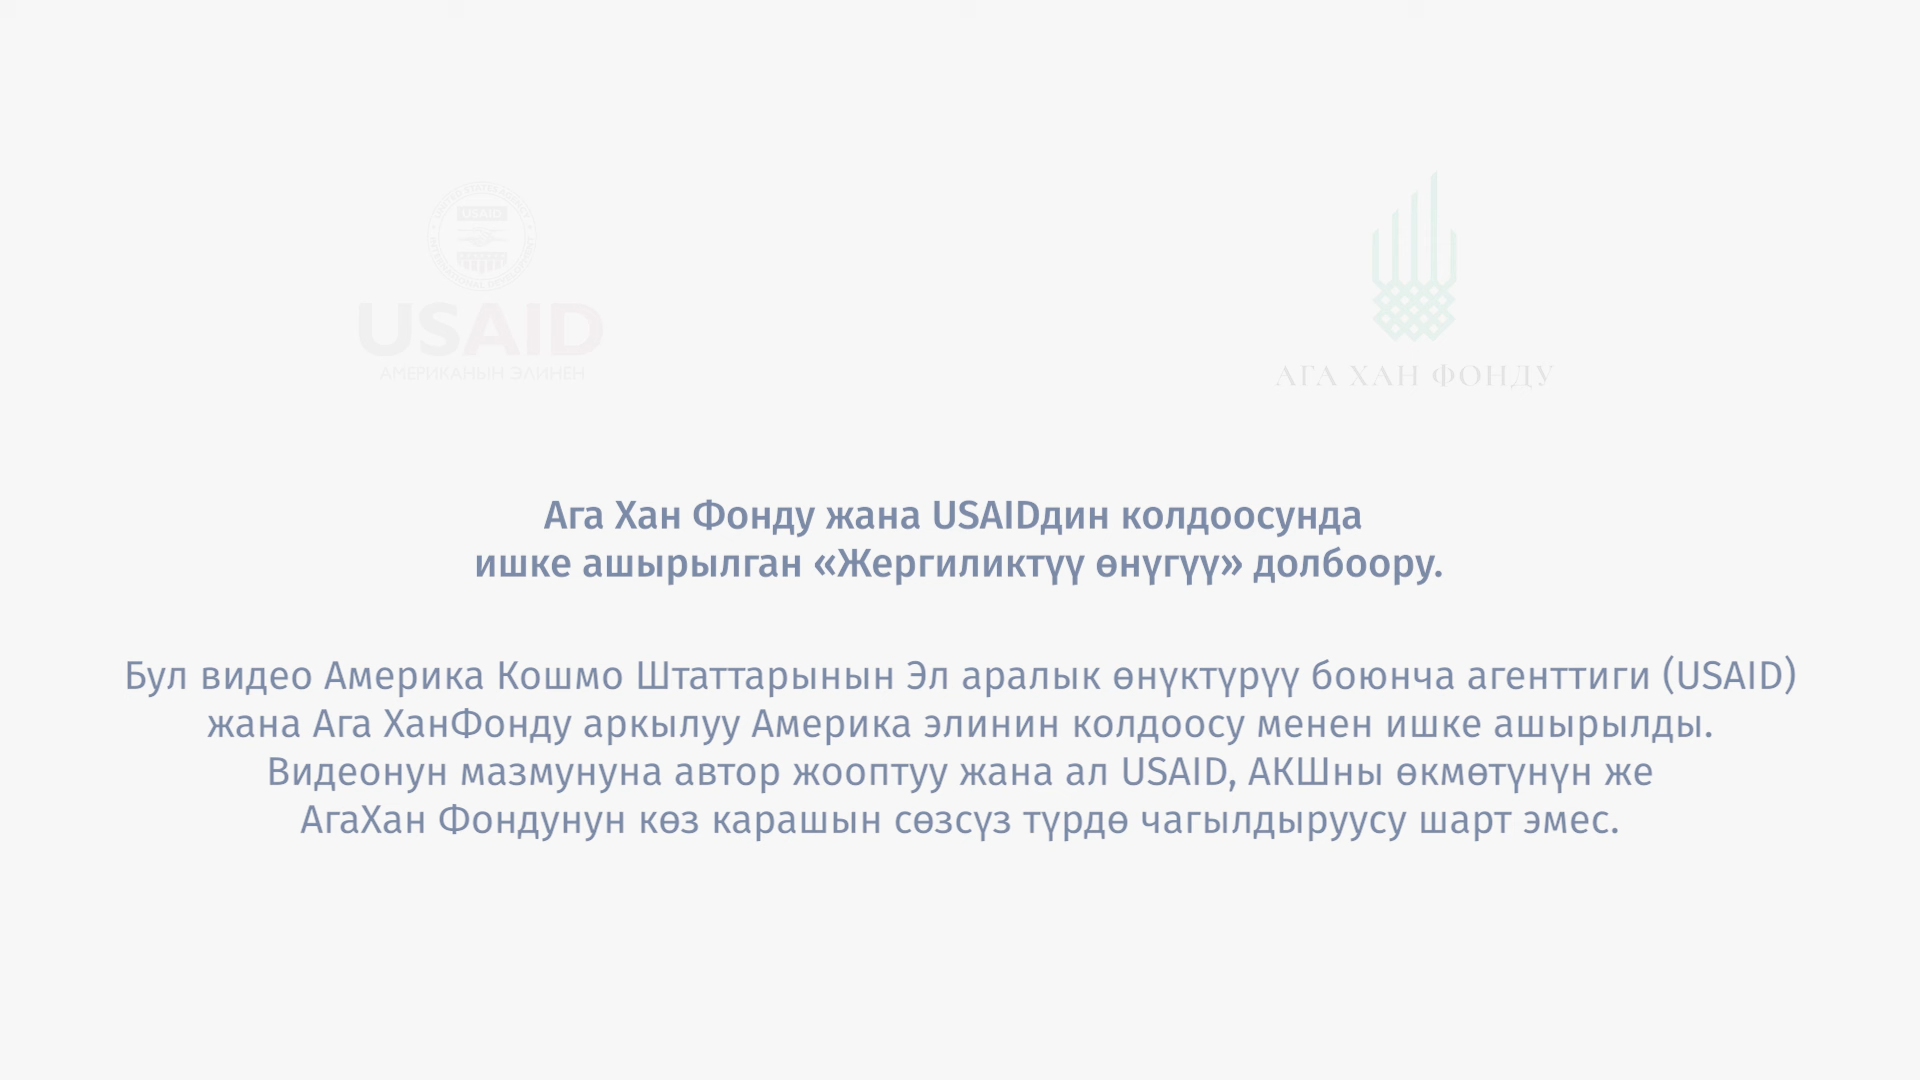 USAID
USAID
АМЕРИКАНЫН ЭЛИНЕН
АГА ХАН ФОНДУ
Ага Хан Фонду жана USAIDдин колдоосунда
ишке ашырылган «Жергиликтүү өнүгүү» долбоору.
Бул видео Америка Кошмо Штаттарынын Эл аралык өнүктүрүү боюнча агенттиги (USAID)
жана Ага ХанФонду аркылуу Америка элинин колдоосу менен ишке ашырылды.
Видеонун мазмунуна автор жооптуу жана ал USAID, АКШны өкмөтүнүн же
АгаХан Фондунун көз карашын сөзсүз түрдө чагылдыруусу шарт эмес.